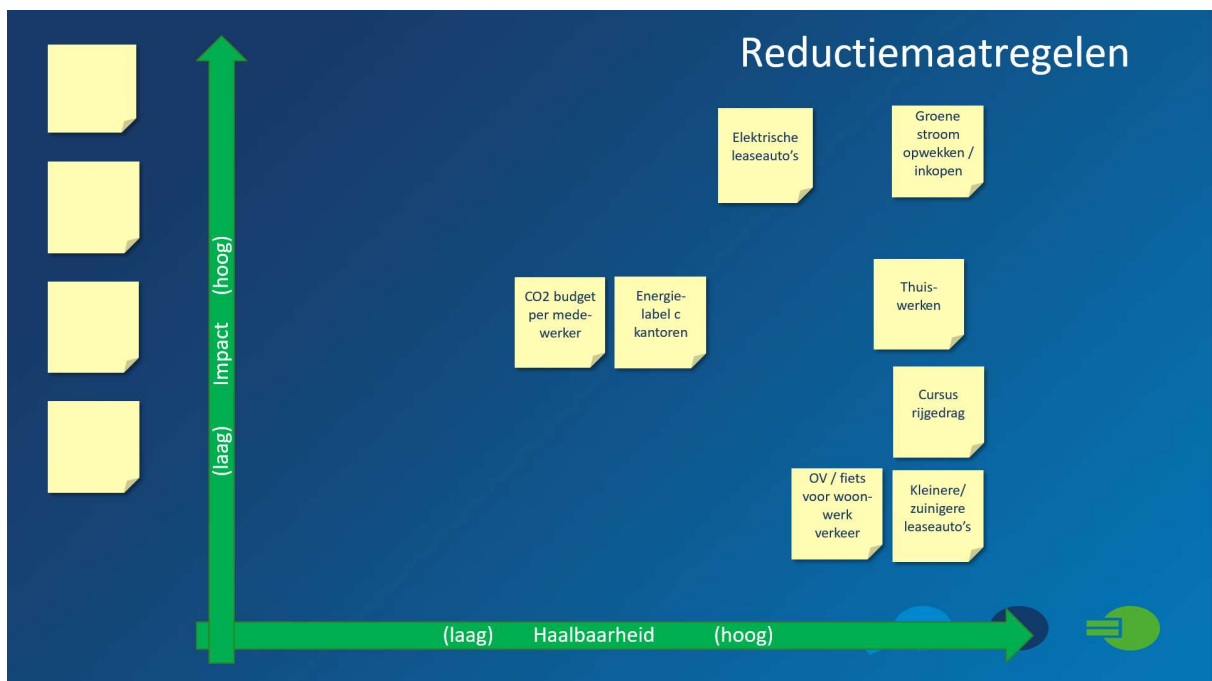 Reductiemaatregelen
Elektrische
leaseauto's
Groene
stroom
opwekken /
inkopen
CO2 budget
per mede-
werker
Energie-
label c
kantoren
Thuis-
werken
Cursus
rijgedrag
OV / fiets
voor woon-
werk
verkeer
Kleinere/
zuinigere
leaseauto's
(laag) Impact (hoog)
(laag) Haalbaarheid (hoog)